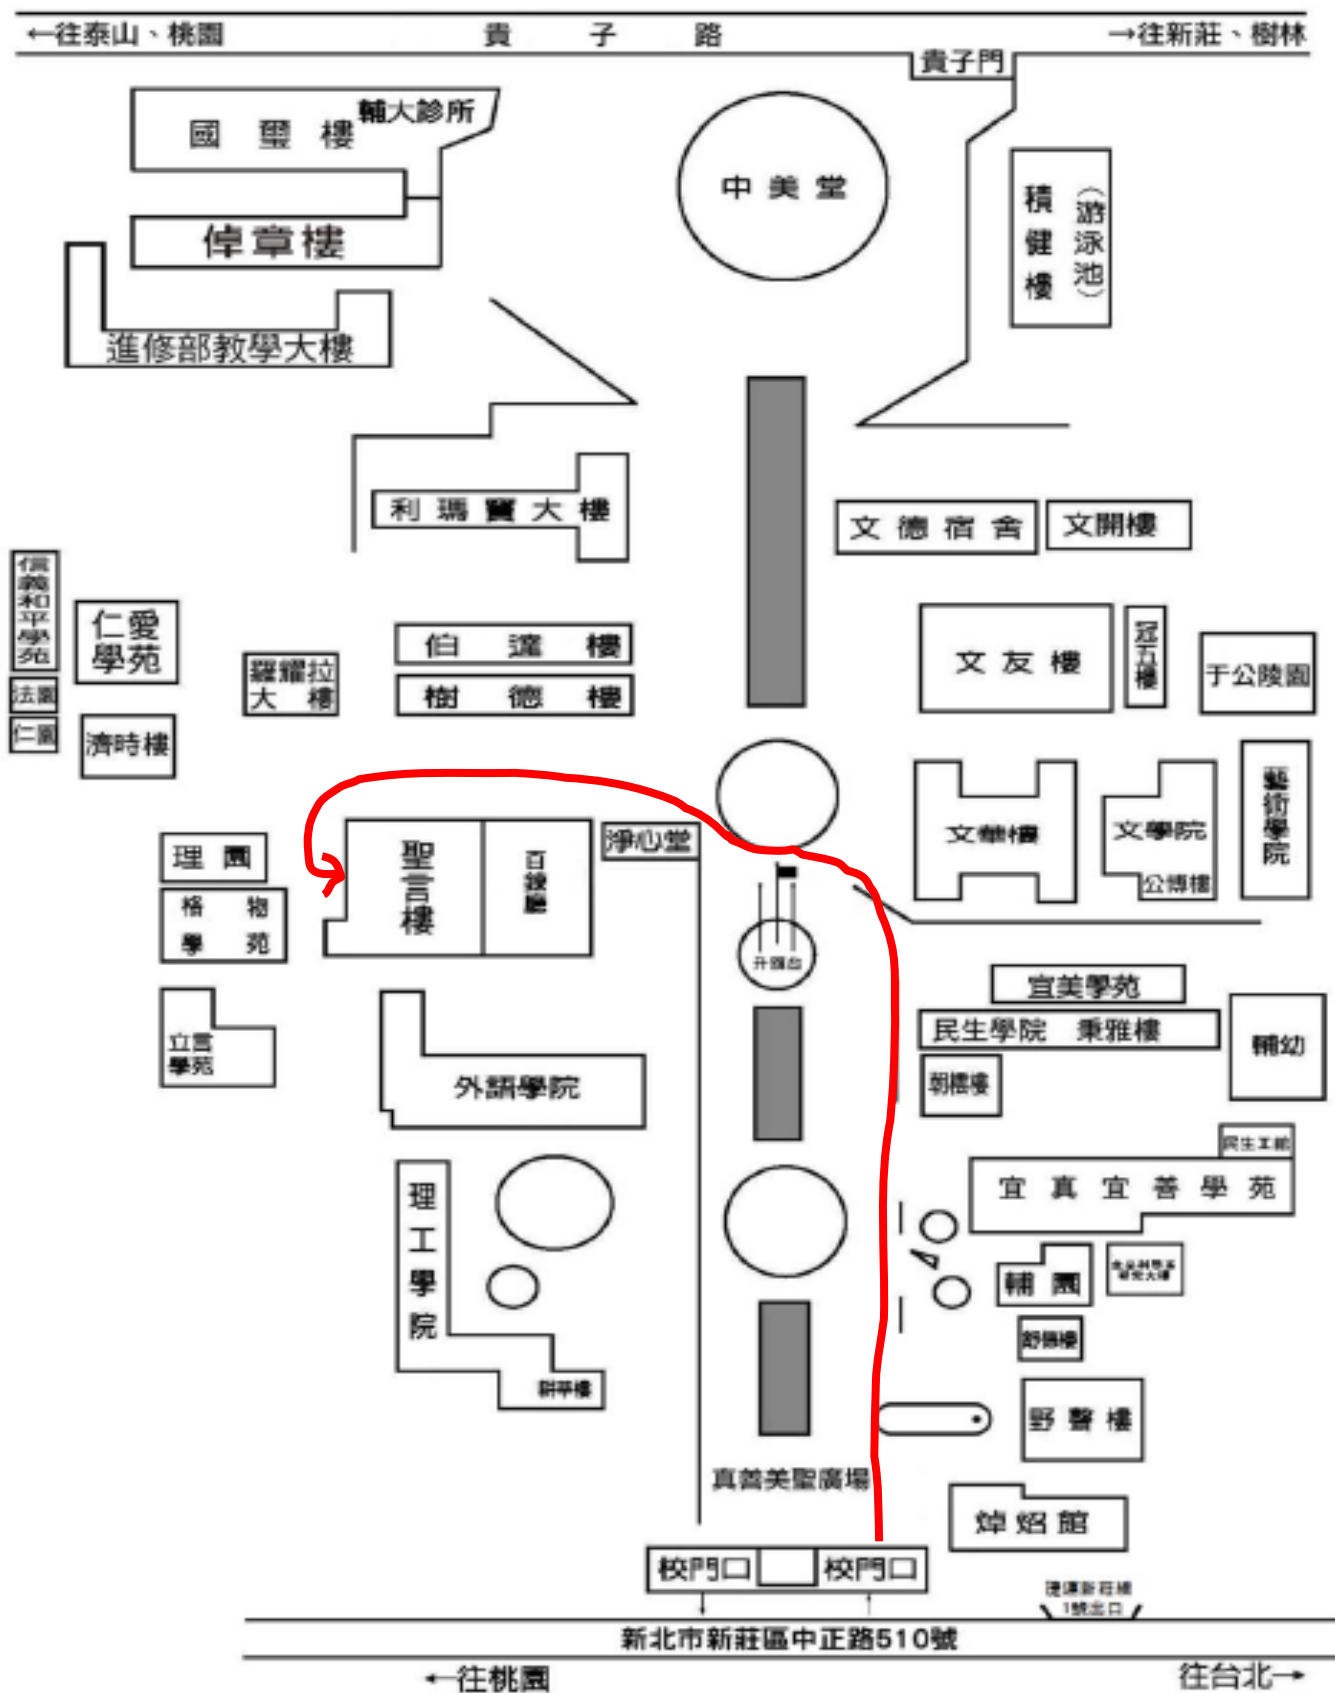 ←往泰山、桃園 貴子路 →往新莊、樹林
貴子門
輔大診所
國璽樓
中美堂
積健樓
(游泳池)
倬章樓
進修部教學大樓
利瑪竇大樓
文德宿舍
文開樓
信義和平學苑
仁愛
學苑
法園
仁園
濟時樓
羅耀拉
大樓
伯達樓
樹德樓
文友樓
冠五樓
于公陵園
理園
格物
學苑
聖言樓
百鍊廳
淨心堂
文華樓
文學院
公博樓
藝術學院
升旗台
宜美學苑
民生學院 秉雅樓
輔幼
朝橒樓
立言
學苑
外語學院
民生工館
宜真宜善學苑
理工學院
輔園
食品科學系
研究大樓
舒德樓
耕莘樓
野聲樓
真善美聖廣場
焯炤館
校門口
校門口
捷運新莊線
1號出口
新北市新莊區中正路510號
←往桃園
往台北→